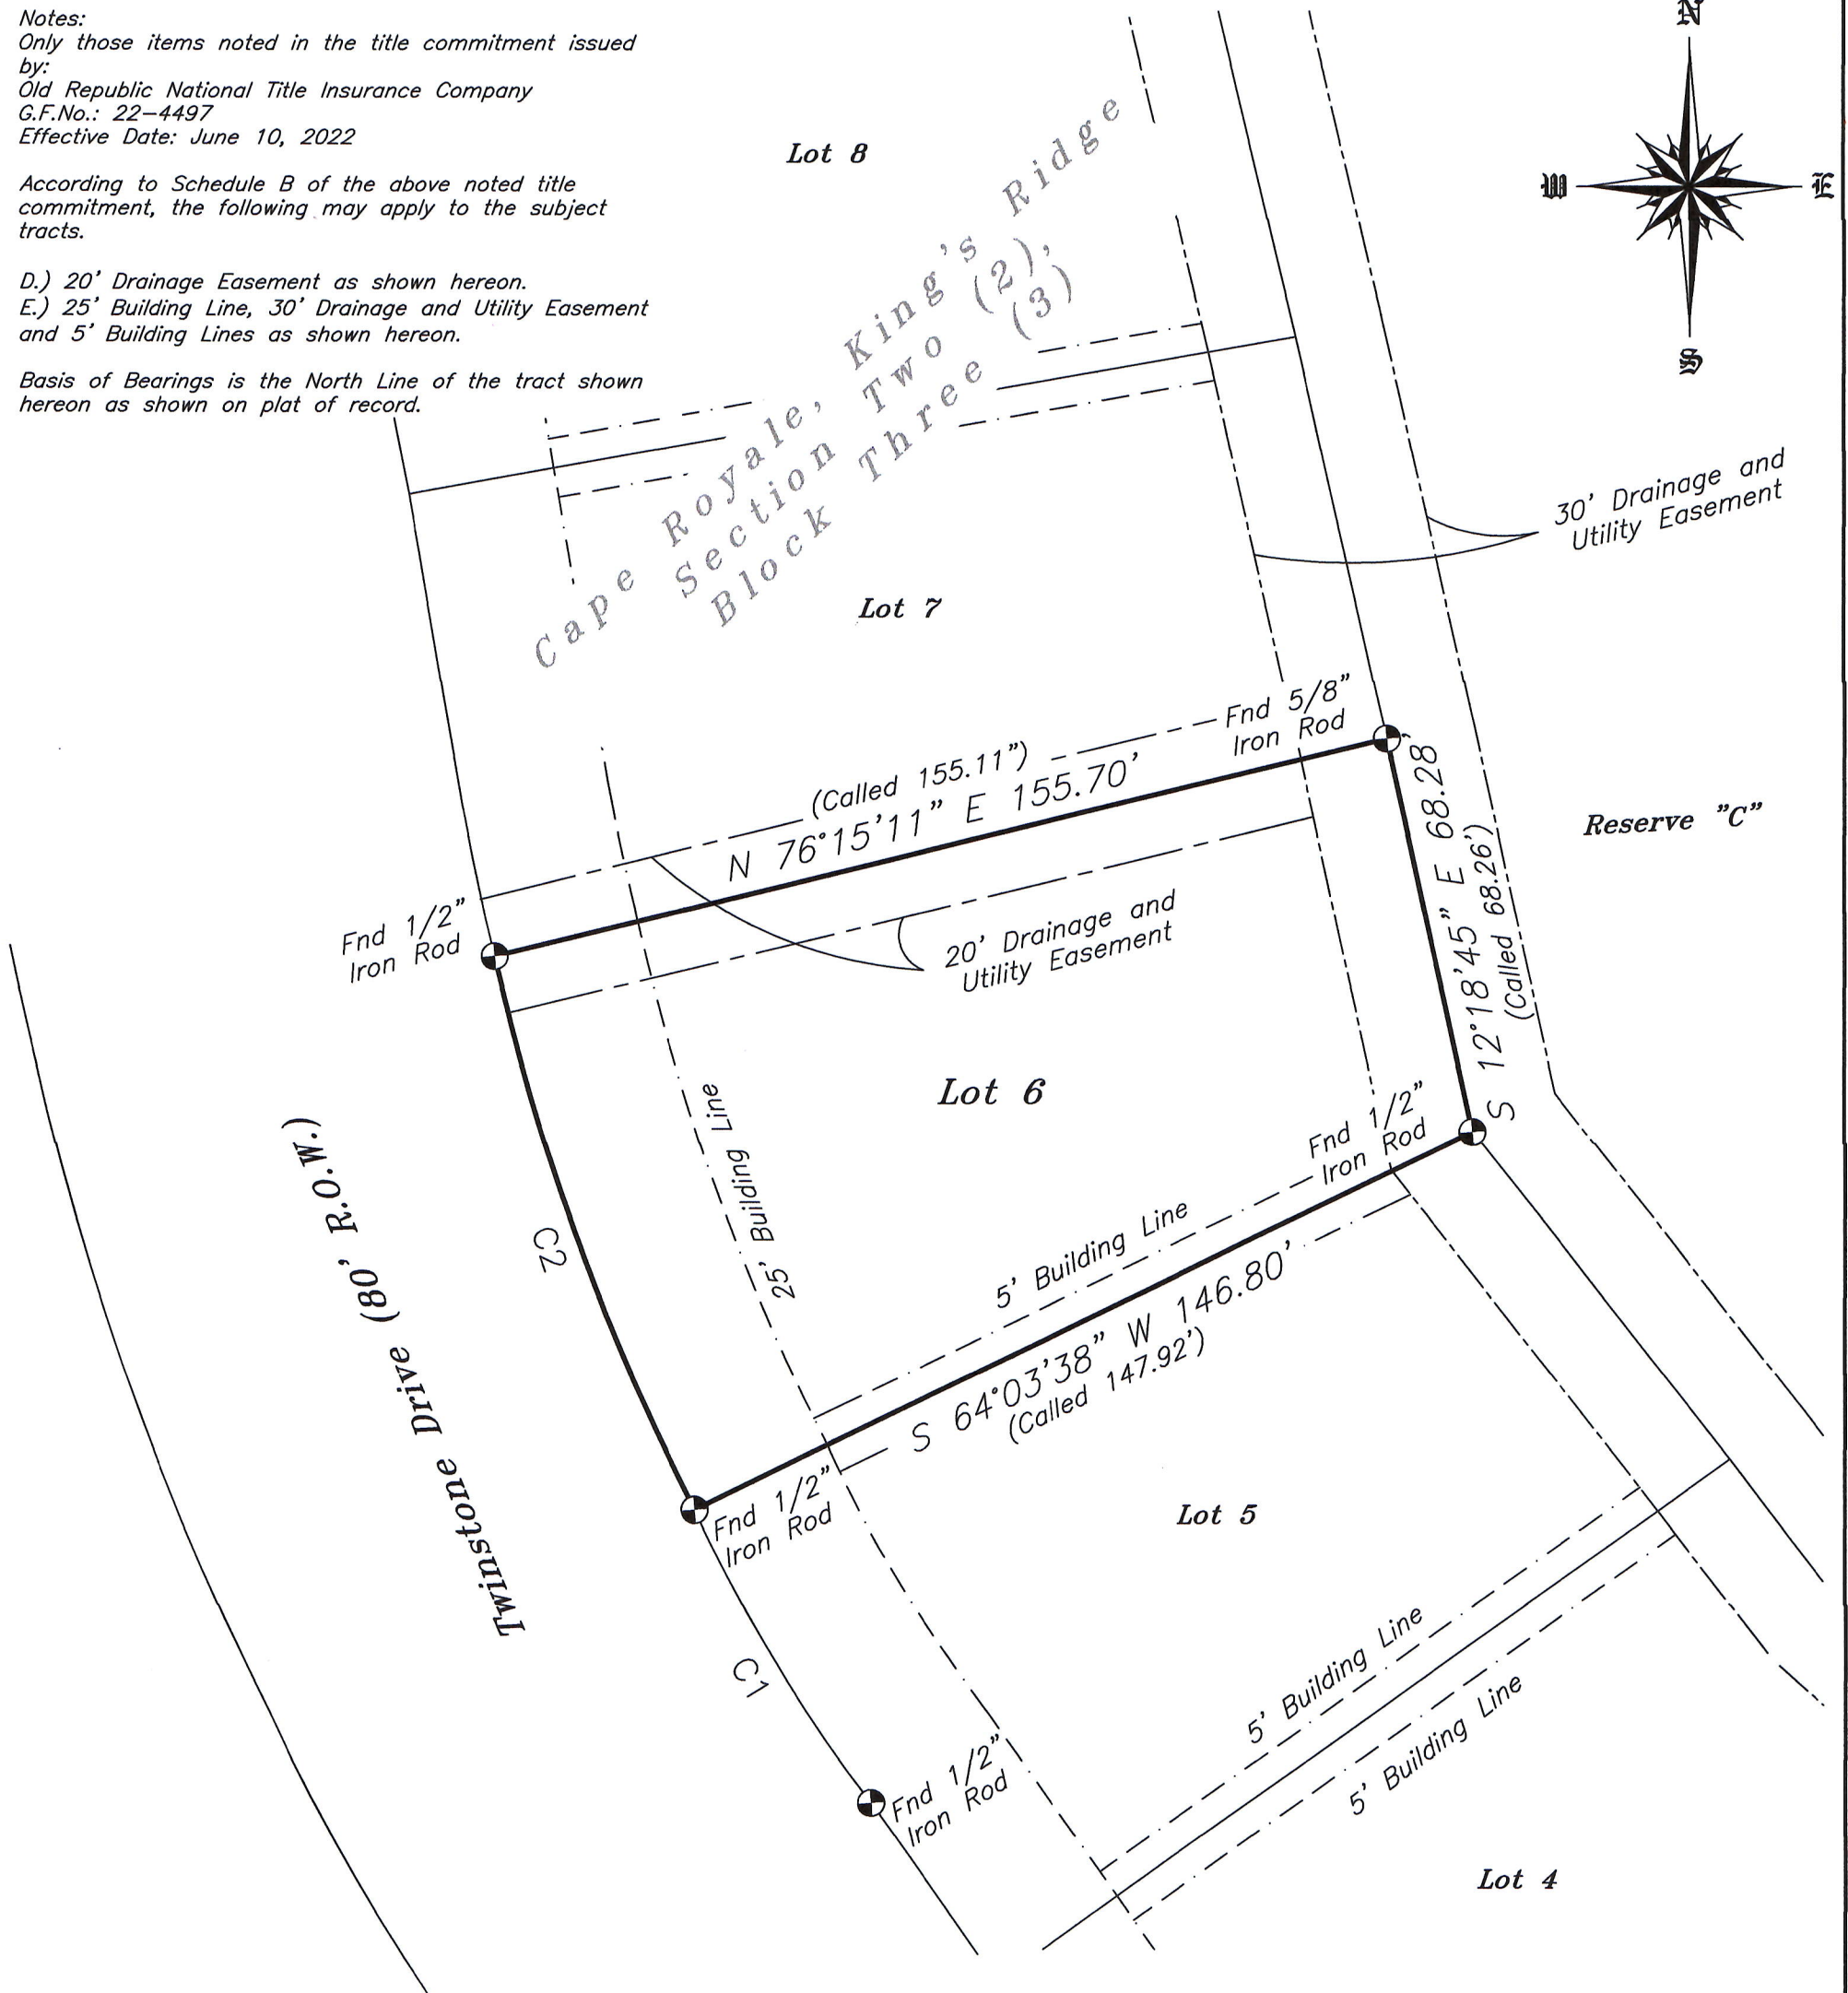 Notes:
Only those items noted in the title commitment issued
by:
Old Republic National Title Insurance Company
G.F.No.: 22–4497
Effective Date: June 10, 2022
According to Schedule B of the above noted title
commitment, the following may apply to the subject
tracts.
D.) 20' Drainage Easement as shown hereon.
E.) 25' Building Line, 30' Drainage and Utility Easement
and 5' Building Lines as shown hereon.
Basis of Bearings is the North Line of the tract shown
hereon as shown on plat of record.
N
W
E
S
Lot 8
Cape Royale, King's Ridge
Section Two (2),
Block Three (3)
30' Drainage and
Utility Easement
Lot 7
Fnd 5/8"
Iron Rod
(Called 155.11")
N 76°15'11" E 155.70'
S 12°18'45" E 68.28'
(Called 68.26')
Reserve "C"
Fnd 1/2"
Iron Rod
20' Drainage and
Utility Easement
Lot 6
25' Building Line
Fnd 1/2"
Iron Rod
5' Building Line
S 64°03'38" W 146.80'
(Called 147.92')
C2
Twinstone Drive (80' R.O.W.)
Fnd 1/2"
Iron Rod
Lot 5
C1
5' Building Line
5' Building Line
Fnd 1/2"
Iron Rod
Lot 4